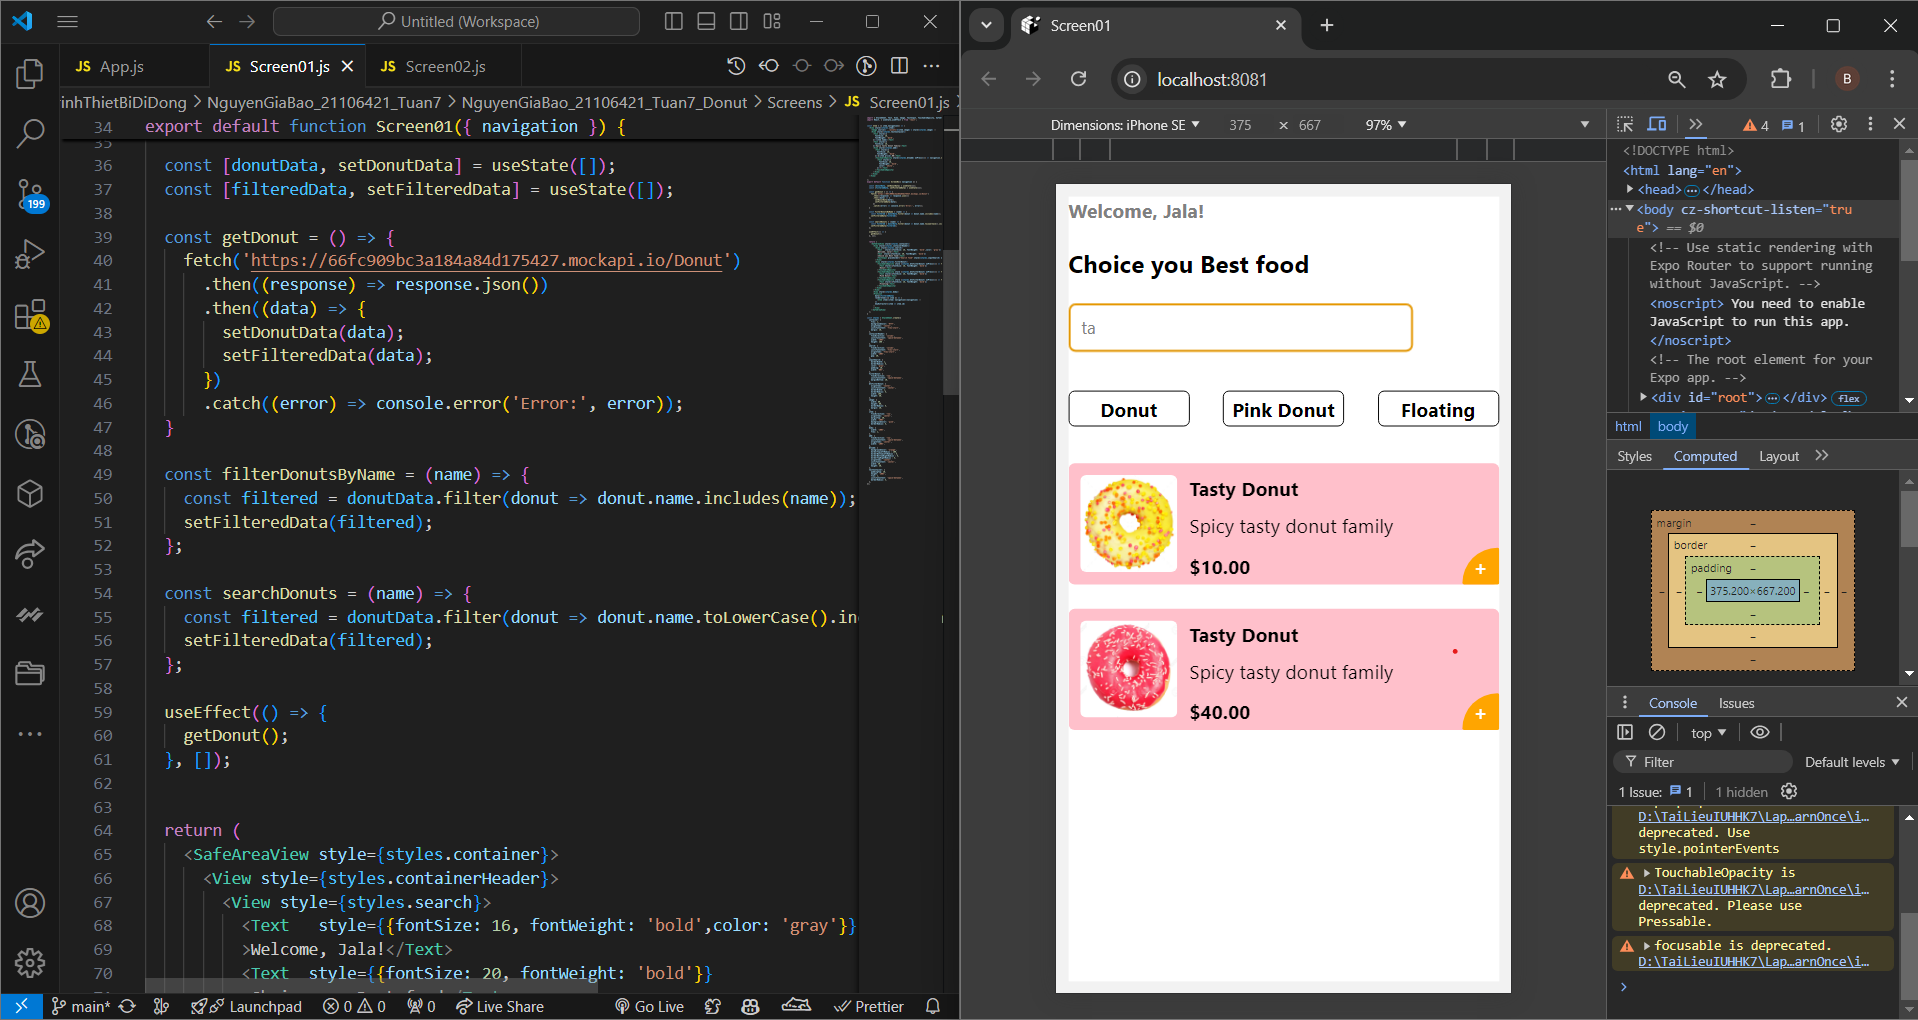 Untitled (Workspace)
JS App.js
JS Screen01.js
JS Screen02.js
inhThietBiDiDong > NguyenGiaBao_21106421_Tuan7 > NguyenGiaBao_21106421_Tuan7_Donut > Screens > JS Screen01.js
34 export default function Screen01({ navigation }) {
35
36 const [donutData, setDonutData] = useState([]);
37 const [filteredData, setFilteredData] = useState([]);
38
39 const getDonut = () => {
40 fetch('https://66fc909bc3a184a84d175427.mockapi.io/Donut')
41 .then((response) => response.json())
42 .then((data) => {
43 setDonutData(data);
44 setFilteredData(data);
45 })
46 .catch((error) => console.error('Error:', error));
47 }
48
49 const filterDonutsByName = (name) => {
50 const filtered = donutData.filter(donut => donut.name.includes(name));
51 setFilteredData(filtered);
52 };
53
54 const searchDonuts = (name) => {
55 const filtered = donutData.filter(donut => donut.name.toLowerCase().in
56 setFilteredData(filtered);
57 };
58
59 useEffect(() => {
60 getDonut();
61 }, []);
62
63
64 return (
65 <SafeAreaView style={styles.container}>
66 <View style={styles.containerHeader}>
67 <View style={styles.search}>
68 <Text style={{fontSize: 16, fontWeight: 'bold',color: 'gray'}}
69 >Welcome, Jala!</Text>
70 <Text style={{fontSize: 20, fontWeight: 'bold'}}
199
main*
Launchpad
0 0
0
Live Share
Go Live
Prettier
Screen01
localhost:8081
B
Dimensions: iPhone SE 375 × 667 97%
Welcome, Jala!
Choice you Best food
ta
Donut
Pink Donut
Floating
Tasty Donut
Spicy tasty donut family
$10.00
+
Tasty Donut
Spicy tasty donut family
$40.00
+
4 1
<!DOCTYPE html>
<html lang="en">
<head> ••• </head>
<body cz-shortcut-listen="tru
e"> == $0
<!-- Use static rendering with
Expo Router to support running
without JavaScript. -->
<noscript> You need to enable
JavaScript to run this app.
</noscript>
<!-- The root element for your
Expo app. -->
<div id="root"> ••• </div> flex
html body
Styles Computed Layout
margin –
border –
padding –
– – – 375.200×667.200 – – –
–
–
–
Console Issues
top
Filter
Default levels
1 Issue: 1
1 hidden
D:\TaiLieuIUHHK7\Lap…arnOnce\i…
deprecated. Use
style.pointerEvents
TouchableOpacity is
D:\TaiLieuIUHHK7\Lap…arnOnce\i…
deprecated. Please use
Pressable.
focusable is deprecated.
D:\TaiLieuIUHHK7\Lap…arnOnce\i…